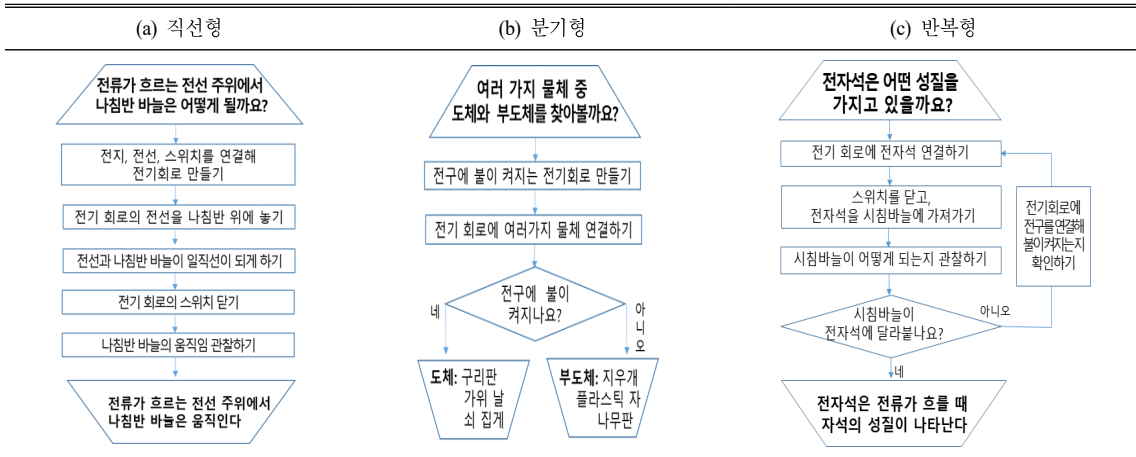 (a) 직선형
전류가 흐르는 전선 주위에서
나침반 바늘은 어떻게 될까요?
전지, 전선, 스위치를 연결해
전기회로 만들기
전기 회로의 전선을 나침반 위에 놓기
전선과 나침반 바늘이 일직선이 되게 하기
전기 회로의 스위치 닫기
나침반 바늘의 움직임 관찰하기
전류가 흐르는 전선 주위에서
나침반 바늘은 움직인다
(b) 분기형
여러 가지 물체 중
도체와 부도체를 찾아볼까요?
전구에 불이 켜지는 전기회로 만들기
전기 회로에 여러가지 물체 연결하기
전구에 불이
켜지나요?
네
아
니
오
도체: 구리판
가위 날
쇠 집게
부도체: 지우개
플라스틱 자
나무판
(c) 반복형
전자석은 어떤 성질을
가지고 있을까요?
전기 회로에 전자석 연결하기
스위치를 닫고,
전자석을 시침바늘에 가져가기
시침바늘이 어떻게 되는지 관찰하기
시침바늘이
전자석에 달라붙나요?
아니오
전기회로에
전구를연결해
불이켜지는지
확인하기
네
전자석은 전류가 흐를 때
자석의 성질이 나타난다